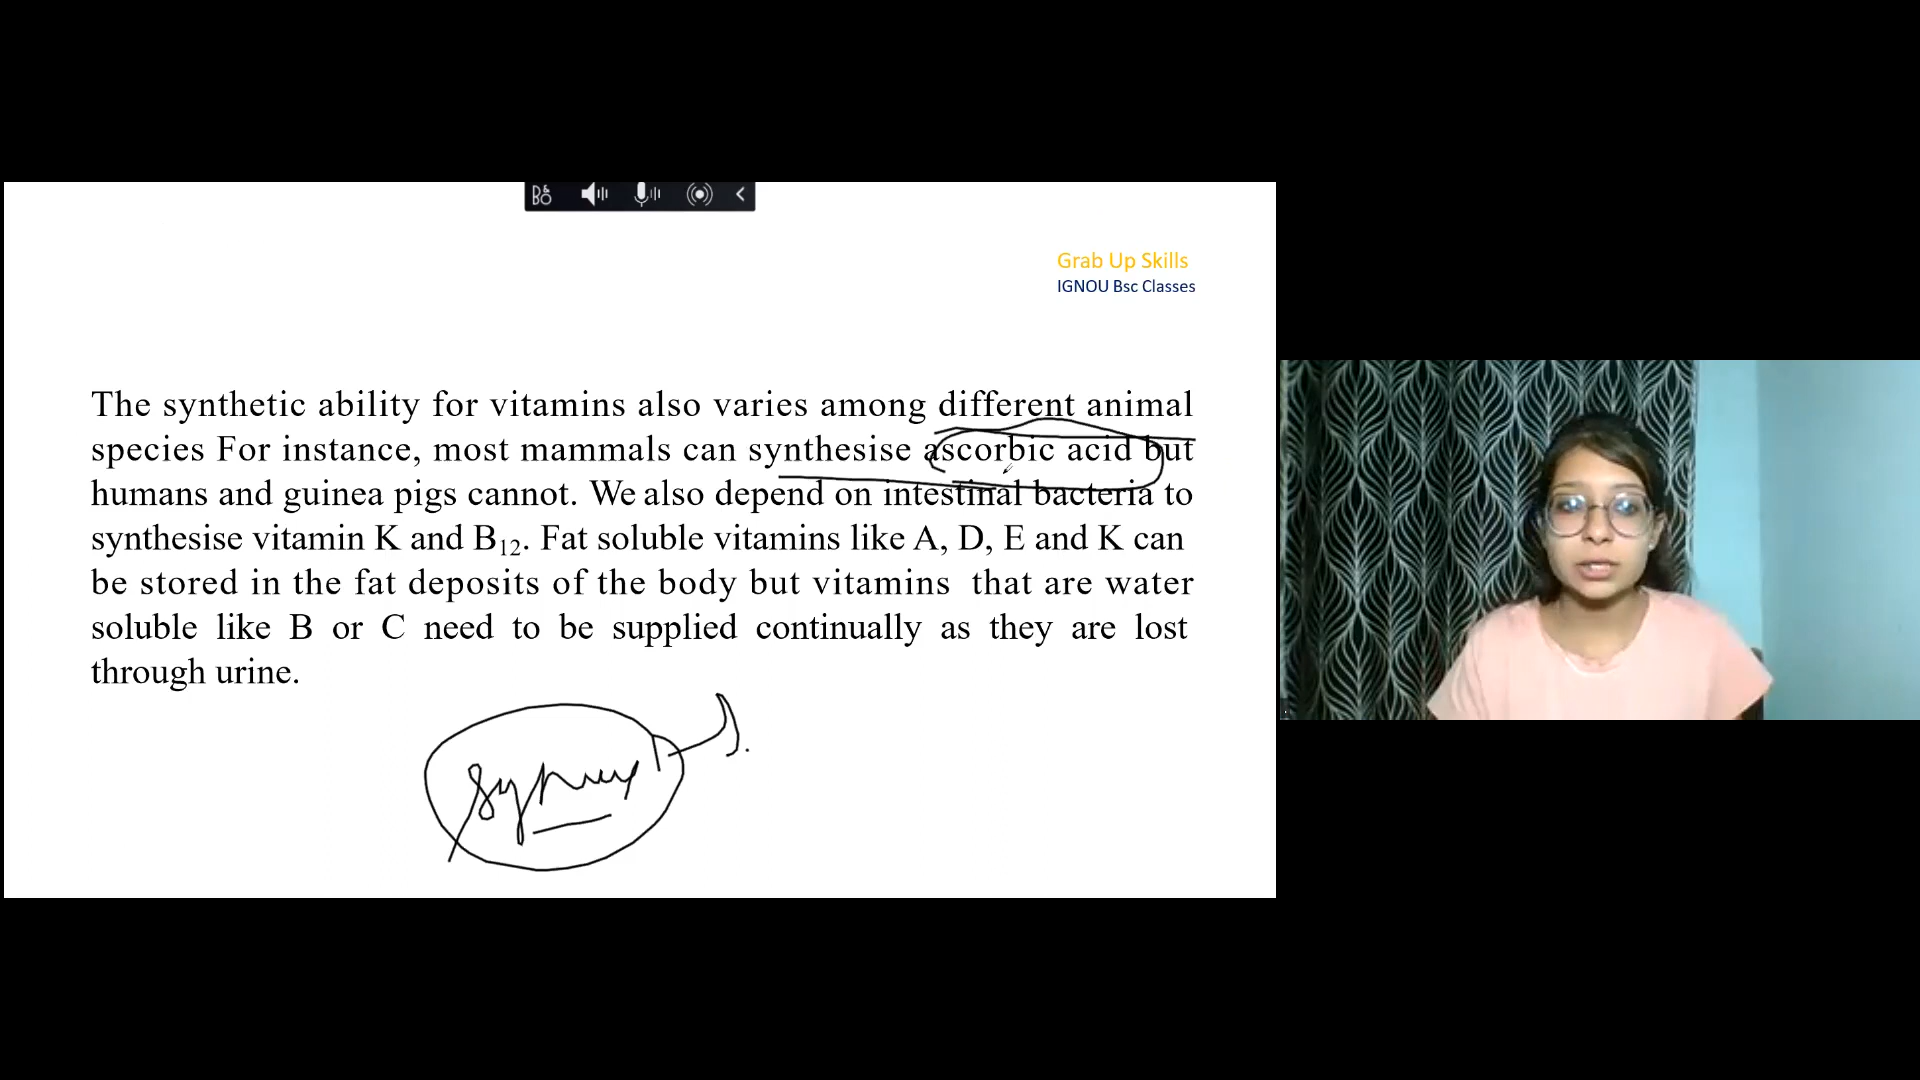 Grab Up Skills
IGNOU Bsc Classes
The synthetic ability for vitamins also varies among different animal
species For instance, most mammals can synthesise ascorbic acid but
humans and guinea pigs cannot. We also depend on intestinal bacteria to
synthesise vitamin K and B₁₂. Fat soluble vitamins like A, D, E and K can
be stored in the fat deposits of the body but vitamins that are water
soluble like B or C need to be supplied continually as they are lost
through urine.